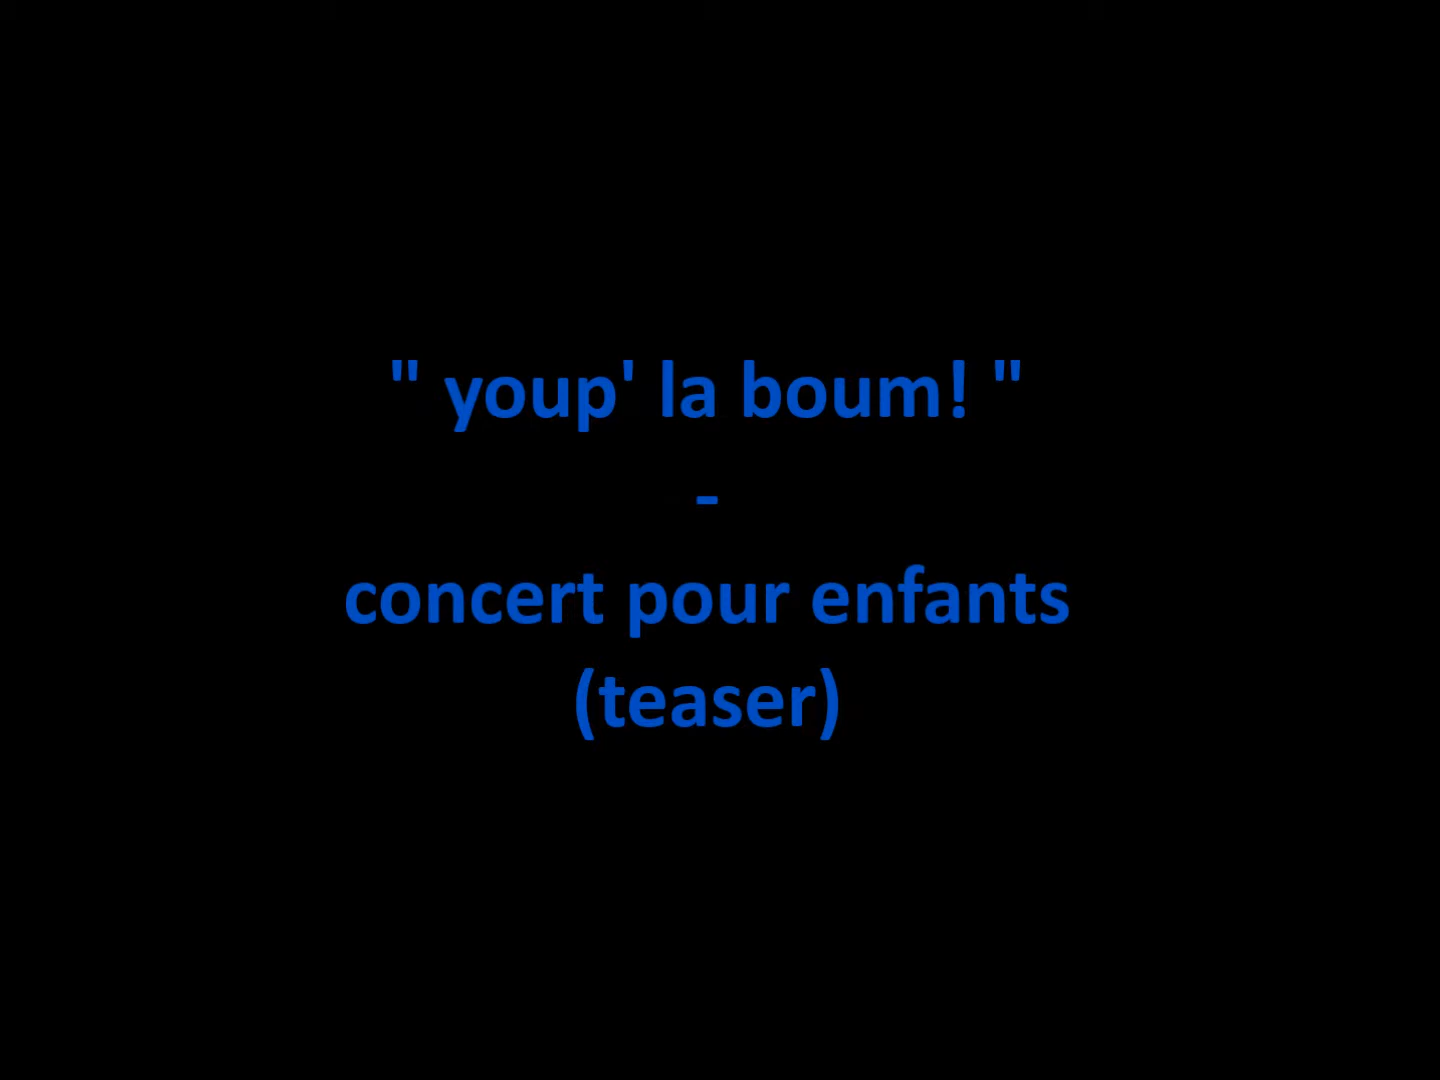 " youp' la boum! "
-
concert pour enfants
(teaser)